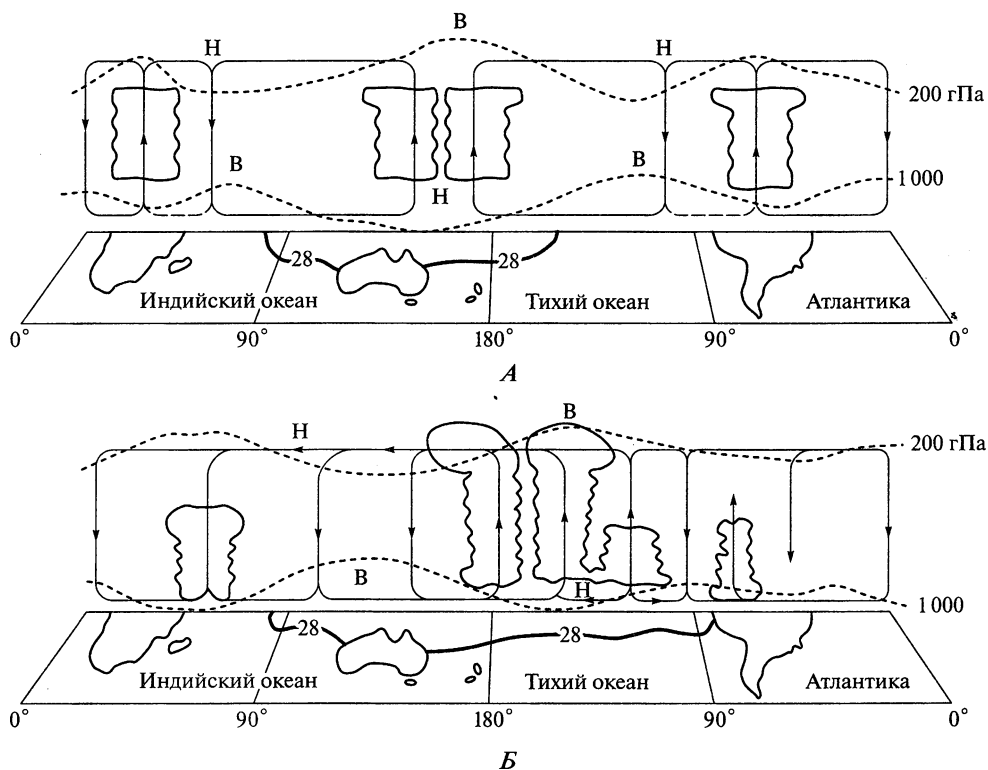 В
Н Н
200 гПа
В В
Н
1 000
28 28
Индийский океан Тихий океан Атлантика
0° 90° 180° 90° 0°
А
В
Н
200 гПа
В
Н
1 000
28 28
Индийский океан Тихий океан Атлантика
0° 90° 180° 90° 0°
Б